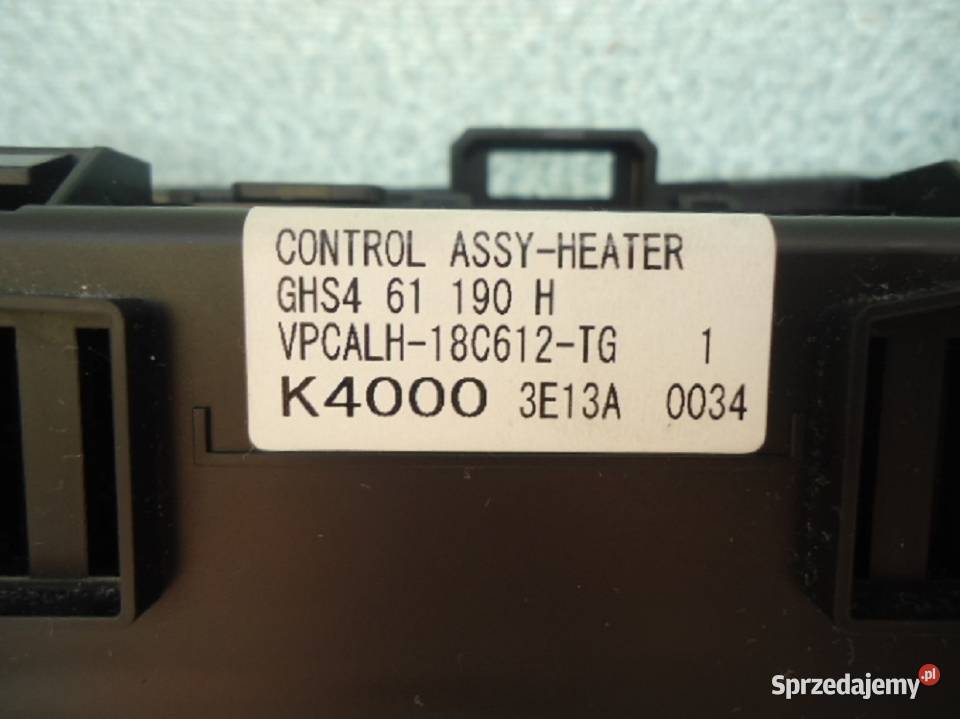 CONTROL ASSY-HEATER
GHS4 61 190 H
VPCALH-18C612-TG 1
K4000 3E13A 0034
Sprzedajemy.pl